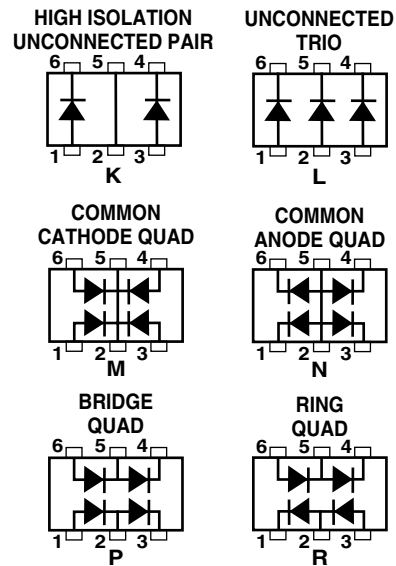 HIGH ISOLATION
UNCONNECTED PAIR
6 5 4
1 2 3
K
UNCONNECTED
TRIO
6 5 4
1 2 3
L
COMMON
CATHODE QUAD
6 5 4
1 2 3
M
COMMON
ANODE QUAD
6 5 4
1 2 3
N
BRIDGE
QUAD
6 5 4
1 2 3
P
RING
QUAD
6 5 4
1 2 3
R